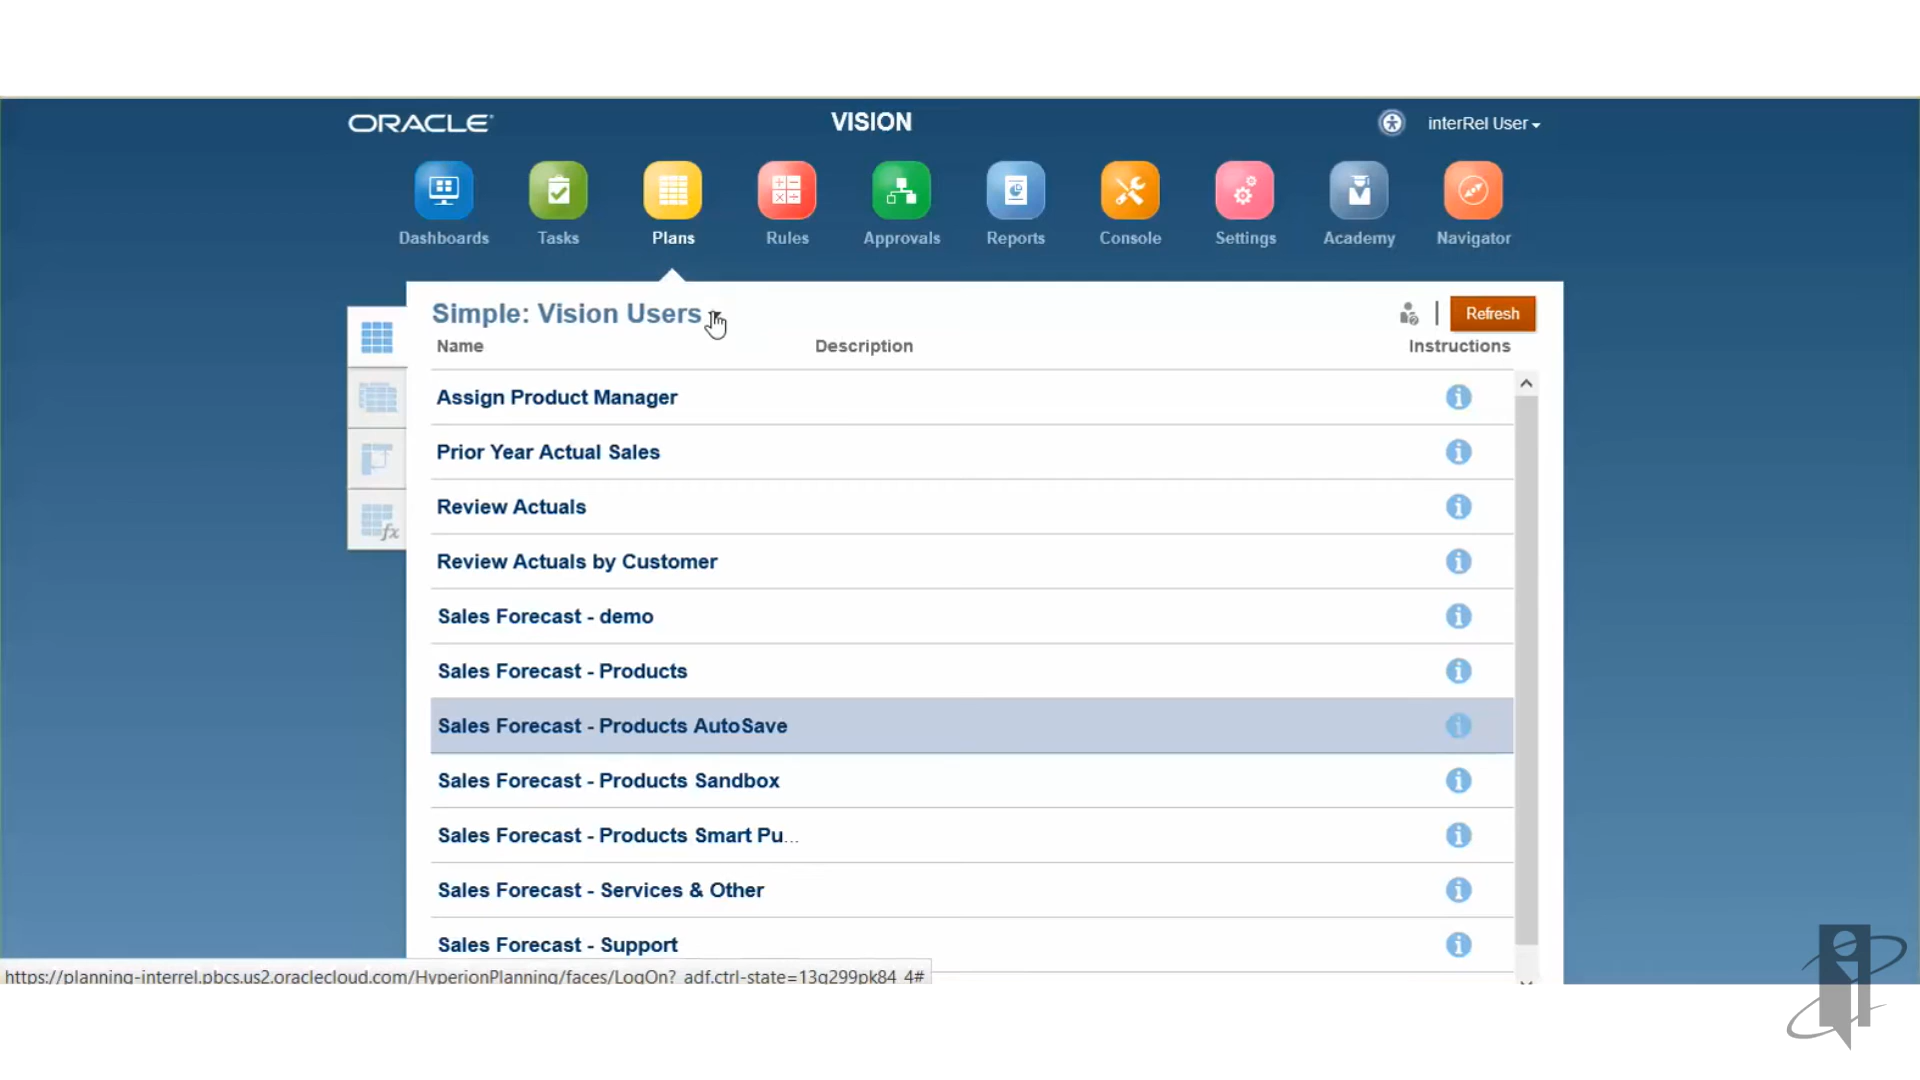 ORACLE
VISION
interRel User
Dashboards
Tasks
Plans
Rules
Approvals
Reports
Console
Settings
Academy
Navigator
Simple: Vision Users
Refresh
Name
Description
Instructions
Assign Product Manager
Prior Year Actual Sales
Review Actuals
Review Actuals by Customer
Sales Forecast - demo
Sales Forecast - Products
Sales Forecast - Products AutoSave
Sales Forecast - Products Sandbox
Sales Forecast - Products Smart Pu...
Sales Forecast - Services & Other
Sales Forecast - Support
https://planning-interrel.pbcs.us2.oraclecloud.com/HyperionPlanning/faces/LogOn?_adf.ctrl-state=13q299pk84_4#